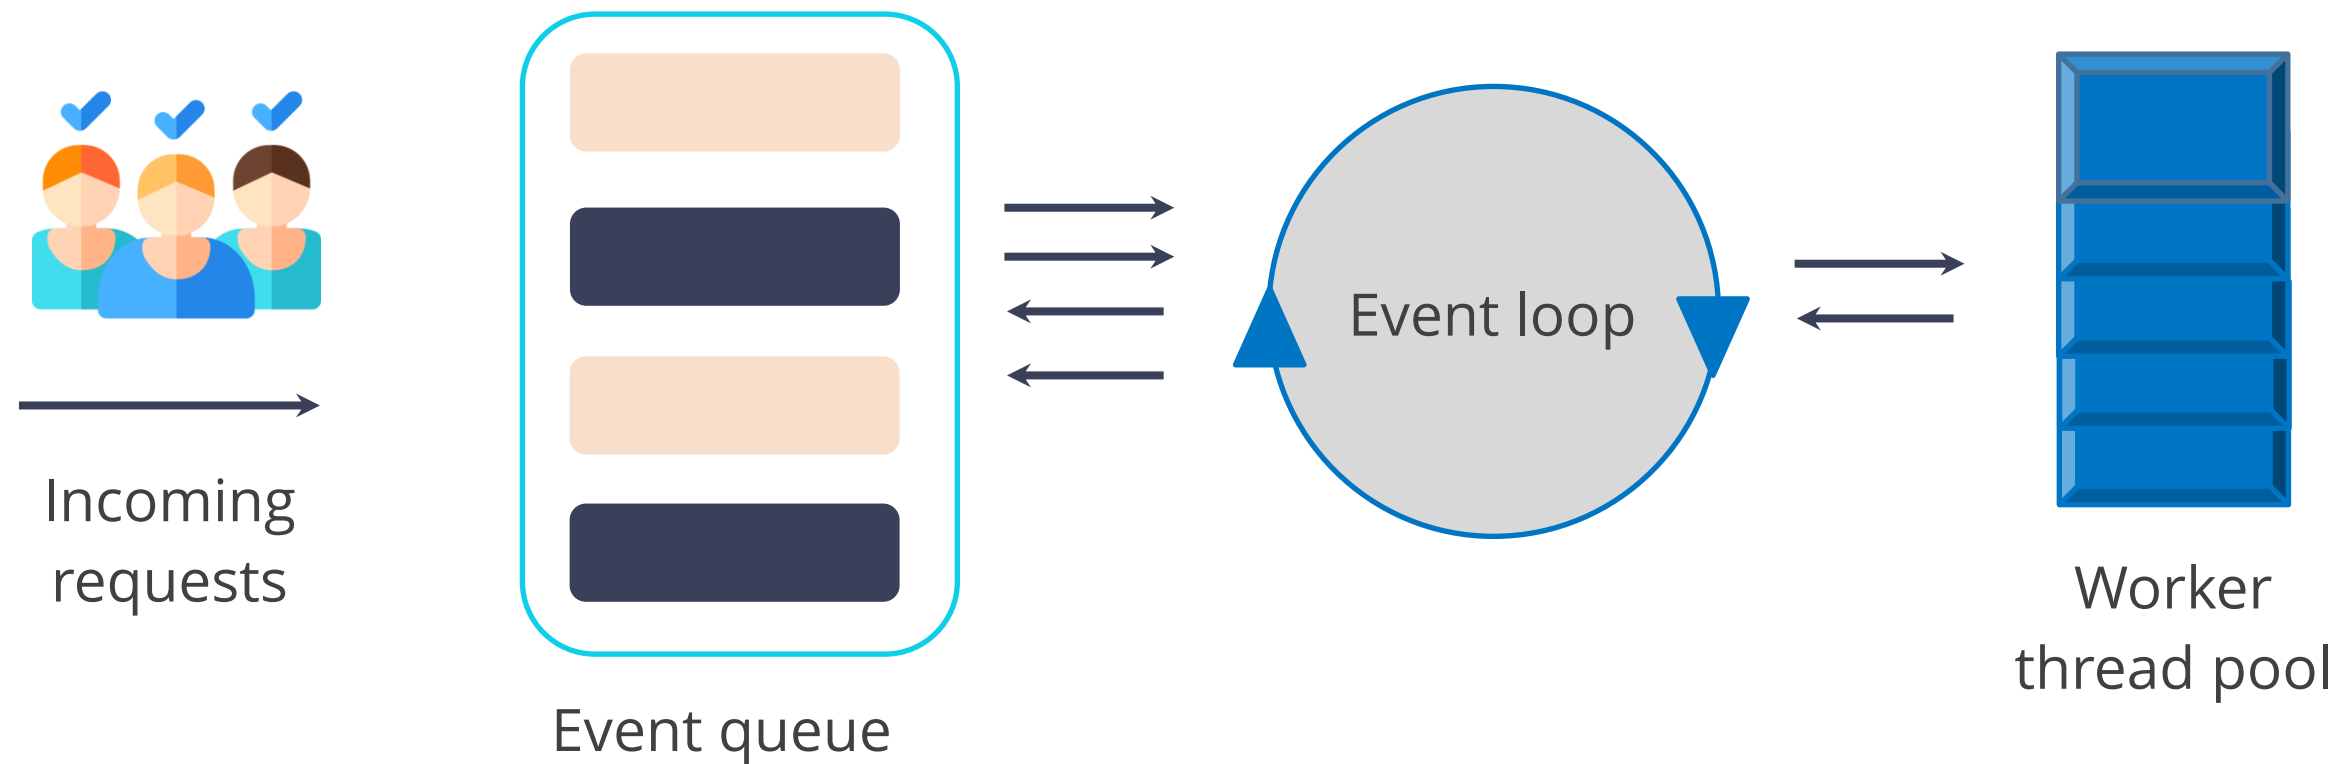 Incoming
requests
Event queue
Event loop
Worker
thread pool